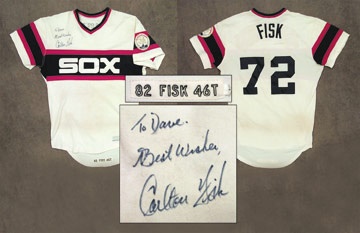 SOX
FISK
72
82 FISK 46T
To Dave.
Best Wishes,
Carlton Fisk